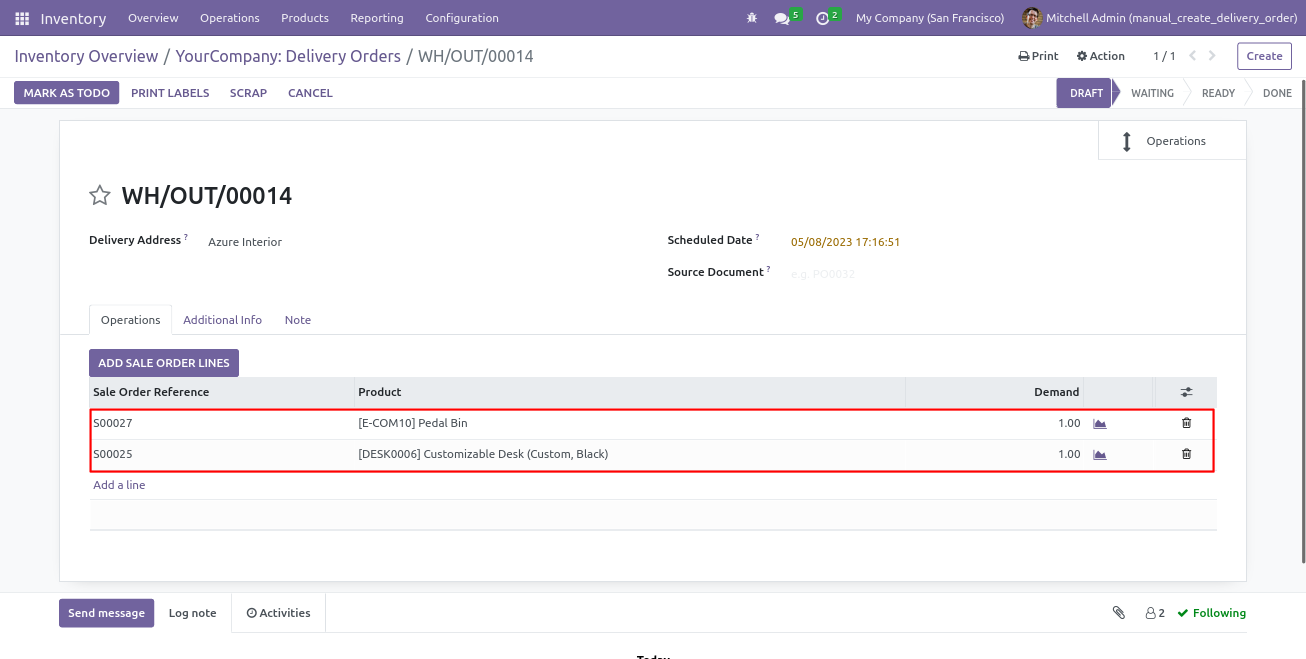 Inventory Overview Operations Products Reporting Configuration 5 2 My Company (San Francisco) Mitchell Admin (manual_create_delivery_order)
Inventory Overview / YourCompany: Delivery Orders / WH/OUT/00014 Print Action 1 / 1 Create
MARK AS TODO PRINT LABELS SCRAP CANCEL DRAFT WAITING READY DONE
Operations
WH/OUT/00014
Delivery Address ? Azure Interior Scheduled Date ? 05/08/2023 17:16:51
Source Document ? e.g. PO0032
Operations Additional Info Note
ADD SALE ORDER LINES
Sale Order Reference Product Demand
S00027 [E-COM10] Pedal Bin 1.00
S00025 [DESK0006] Customizable Desk (Custom, Black) 1.00
Add a line
Send message Log note Activities 2 Following
Today